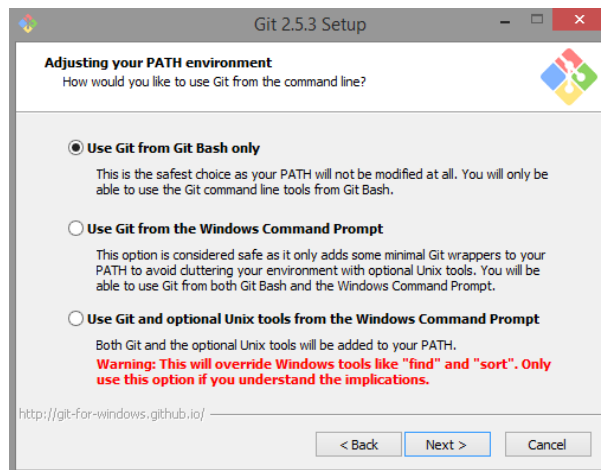 Git 2.5.3 Setup
Adjusting your PATH environment
How would you like to use Git from the command line?
Use Git from Git Bash only
This is the safest choice as your PATH will not be modified at all. You will only be
able to use the Git command line tools from Git Bash.
Use Git from the Windows Command Prompt
This option is considered safe as it only adds some minimal Git wrappers to your
PATH to avoid cluttering your environment with optional Unix tools. You will be
able to use Git from both Git Bash and the Windows Command Prompt.
Use Git and optional Unix tools from the Windows Command Prompt
Both Git and the optional Unix tools will be added to your PATH.
Warning: This will override Windows tools like "find" and "sort". Only
use this option if you understand the implications.
http://git-for-windows.github.io/
< Back Next > Cancel